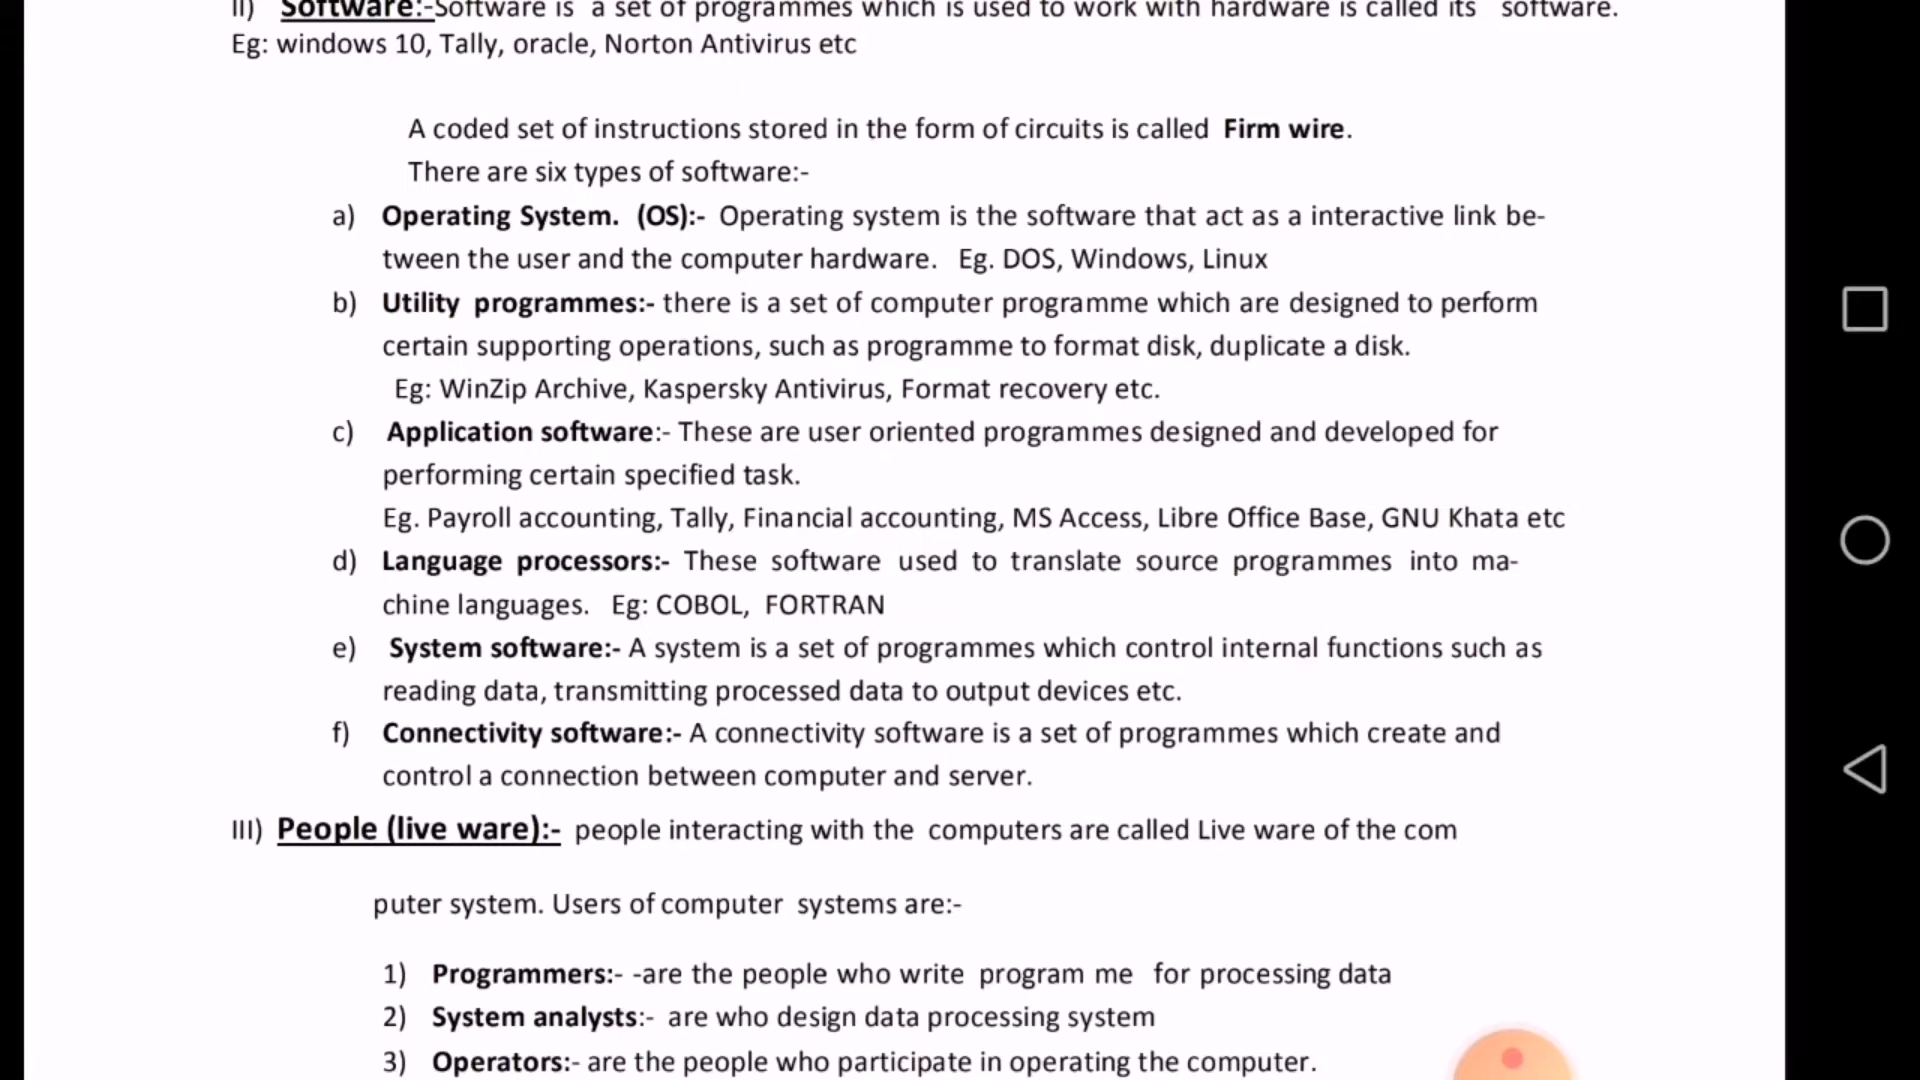 II) Software:-Software is a set of programmes which is used to work with hardware is called its software.
Eg: windows 10, Tally, oracle, Norton Antivirus etc
A coded set of instructions stored in the form of circuits is called Firm wire.
There are six types of software:-
a) Operating System. (OS):- Operating system is the software that act as a interactive link be-
tween the user and the computer hardware. Eg. DOS, Windows, Linux
b) Utility programmes:- there is a set of computer programme which are designed to perform
certain supporting operations, such as programme to format disk, duplicate a disk.
Eg: WinZip Archive, Kaspersky Antivirus, Format recovery etc.
c) Application software:- These are user oriented programmes designed and developed for
performing certain specified task.
Eg. Payroll accounting, Tally, Financial accounting, MS Access, Libre Office Base, GNU Khata etc
d) Language processors:- These software used to translate source programmes into ma-
chine languages. Eg: COBOL, FORTRAN
e) System software:- A system is a set of programmes which control internal functions such as
reading data, transmitting processed data to output devices etc.
f) Connectivity software:- A connectivity software is a set of programmes which create and
control a connection between computer and server.
III) People (live ware):- people interacting with the computers are called Live ware of the com
puter system. Users of computer systems are:-
1) Programmers:- -are the people who write program me for processing data
2) System analysts:- are who design data processing system
3) Operators:- are the people who participate in operating the computer.